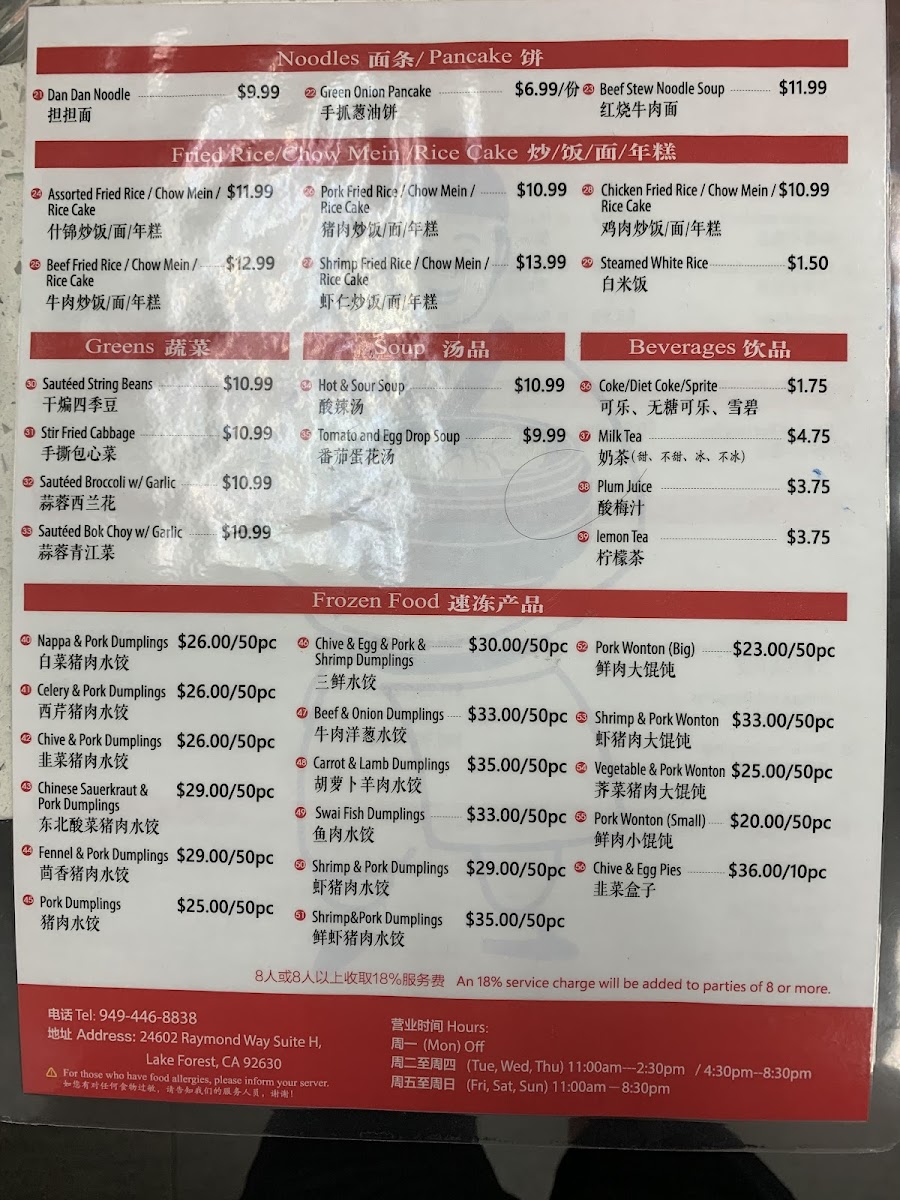 Noodles 面条/ Pancake 饼
21 Dan Dan Noodle $9.99
担担面
22 Green Onion Pancake $6.99/份
手抓葱油饼
23 Beef Stew Noodle Soup $11.99
红烧牛肉面
Fried Rice/Chow Mein /Rice Cake 炒/饭/面/年糕
24 Assorted Fried Rice / Chow Mein / $11.99
Rice Cake
什锦炒饭/面/年糕
25 Beef Fried Rice / Chow Mein / $12.99
Rice Cake
牛肉炒饭/面/年糕
26 Pork Fried Rice / Chow Mein / $10.99
Rice Cake
猪肉炒饭/面/年糕
27 Shrimp Fried Rice / Chow Mein / $13.99
Rice Cake
虾仁炒饭/面/年糕
28 Chicken Fried Rice / Chow Mein / $10.99
Rice Cake
鸡肉炒饭/面/年糕
29 Steamed White Rice $1.50
白米饭
Greens 蔬菜
30 Sautéed String Beans $10.99
干煸四季豆
31 Stir Fried Cabbage $10.99
手撕包心菜
32 Sautéed Broccoli w/ Garlic $10.99
蒜蓉西兰花
33 Sautéed Bok Choy w/ Garlic $10.99
蒜蓉青江菜
Soup 汤品
34 Hot & Sour Soup $10.99
酸辣汤
35 Tomato and Egg Drop Soup $9.99
番茄蛋花汤
Beverages 饮品
36 Coke/Diet Coke/Sprite $1.75
可乐、无糖可乐、雪碧
37 Milk Tea $4.75
奶茶(甜、不甜、冰、不冰)
38 Plum Juice $3.75
酸梅汁
39 lemon Tea $3.75
柠檬茶
Frozen Food 速冻产品
40 Nappa & Pork Dumplings $26.00/50pc
白菜猪肉水饺
41 Celery & Pork Dumplings $26.00/50pc
西芹猪肉水饺
42 Chive & Pork Dumplings $26.00/50pc
韭菜猪肉水饺
43 Chinese Sauerkraut & $29.00/50pc
Pork Dumplings
东北酸菜猪肉水饺
44 Fennel & Pork Dumplings $29.00/50pc
茴香猪肉水饺
45 Pork Dumplings $25.00/50pc
猪肉水饺
46 Chive & Egg & Pork & $30.00/50pc
Shrimp Dumplings
三鲜水饺
47 Beef & Onion Dumplings $33.00/50pc
牛肉洋葱水饺
48 Carrot & Lamb Dumplings $35.00/50pc
胡萝卜羊肉水饺
49 Swai Fish Dumplings $33.00/50pc
鱼肉水饺
50 Shrimp & Pork Dumplings $29.00/50pc
虾猪肉水饺
51 Shrimp&Pork Dumplings $35.00/50pc
鲜虾猪肉水饺
52 Pork Wonton (Big) $23.00/50pc
鲜肉大馄饨
53 Shrimp & Pork Wonton $33.00/50pc
虾猪肉大馄饨
54 Vegetable & Pork Wonton $25.00/50pc
荠菜猪肉大馄饨
55 Pork Wonton (Small) $20.00/50pc
鲜肉小馄饨
56 Chive & Egg Pies $36.00/10pc
韭菜盒子
8人或8人以上收取18%服务费 An 18% service charge will be added to parties of 8 or more.
电话 Tel: 949-446-8838
地址 Address: 24602 Raymond Way Suite H,
Lake Forest, CA 92630
For those who have food allergies, please inform your server.
如您有对任何食物过敏，请告知我们的服务人员，谢谢！
营业时间 Hours:
周一 (Mon) Off
周二至周四 (Tue, Wed, Thu) 11:00am---2:30pm / 4:30pm--8:30pm
周五至周日 (Fri, Sat, Sun) 11:00am－8:30pm